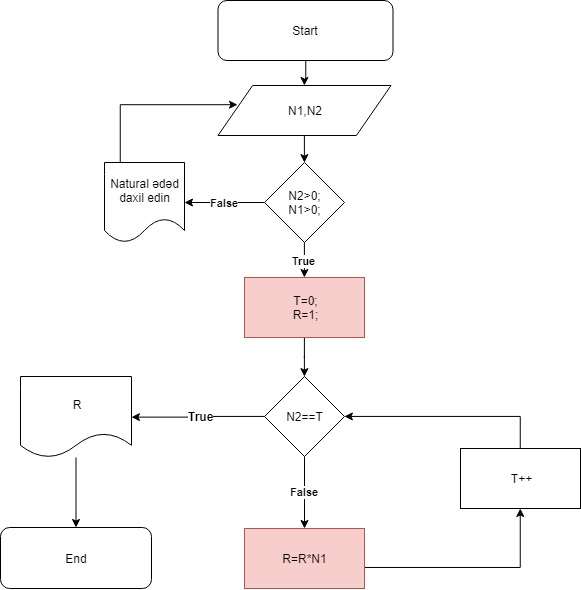 Start
N1,N2
Natural ədəd
daxil edin
False
N2>0;
N1>0;
True
T=0;
R=1;
R
True
N2==T
False
T++
End
R=R*N1